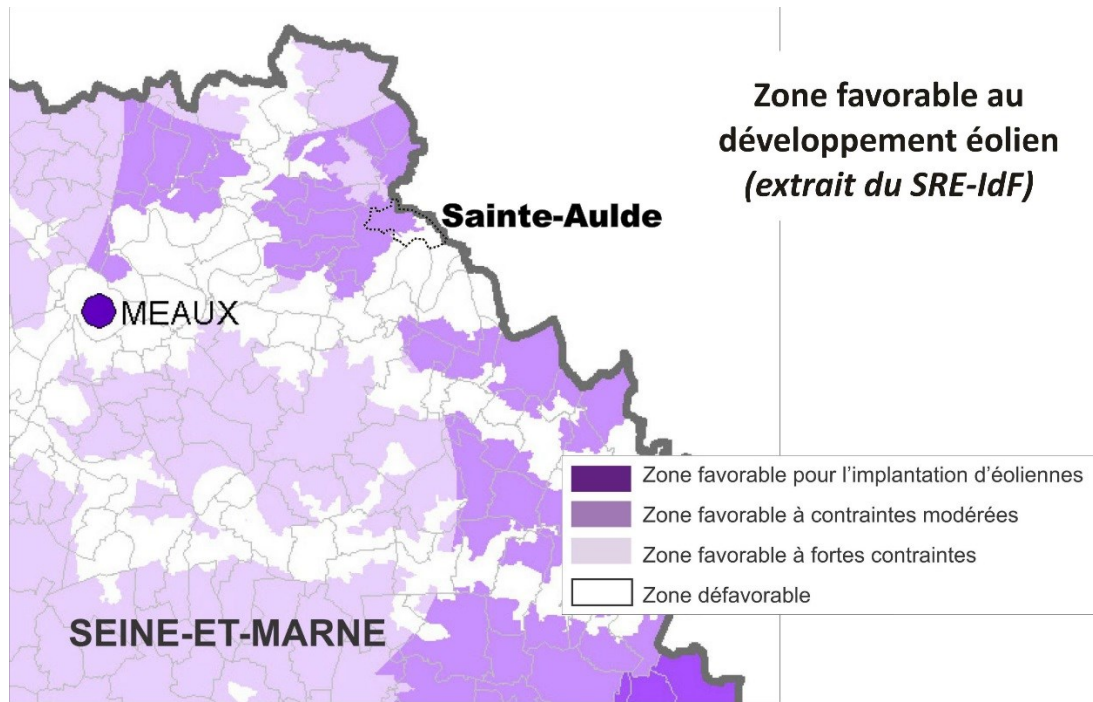 Zone favorable au
développement éolien
(extrait du SRE-IdF)
Sainte-Aulde
MEAUX
Zone favorable pour l’implantation d’éoliennes
Zone favorable à contraintes modérées
Zone favorable à fortes contraintes
Zone défavorable
SEINE-ET-MARNE